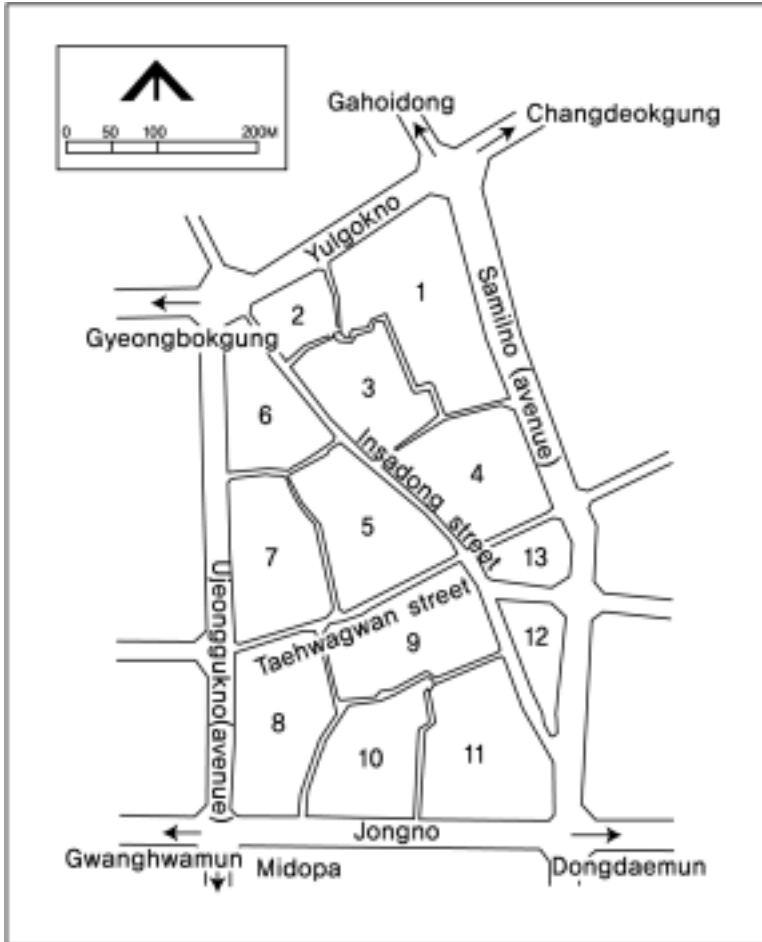 Gahoidong
Changdeokgung
0 50 100 200M
Yulgokno
1
Samilno (avenue)
2
Gyeongbokgung
3
6
Insadong street
4
5
7
13
Ujeonggukno(avenue)
Taehwagwan street
9
12
8
10
11
Jongno
Gwanghwamun
Midopa
Dongdaemun